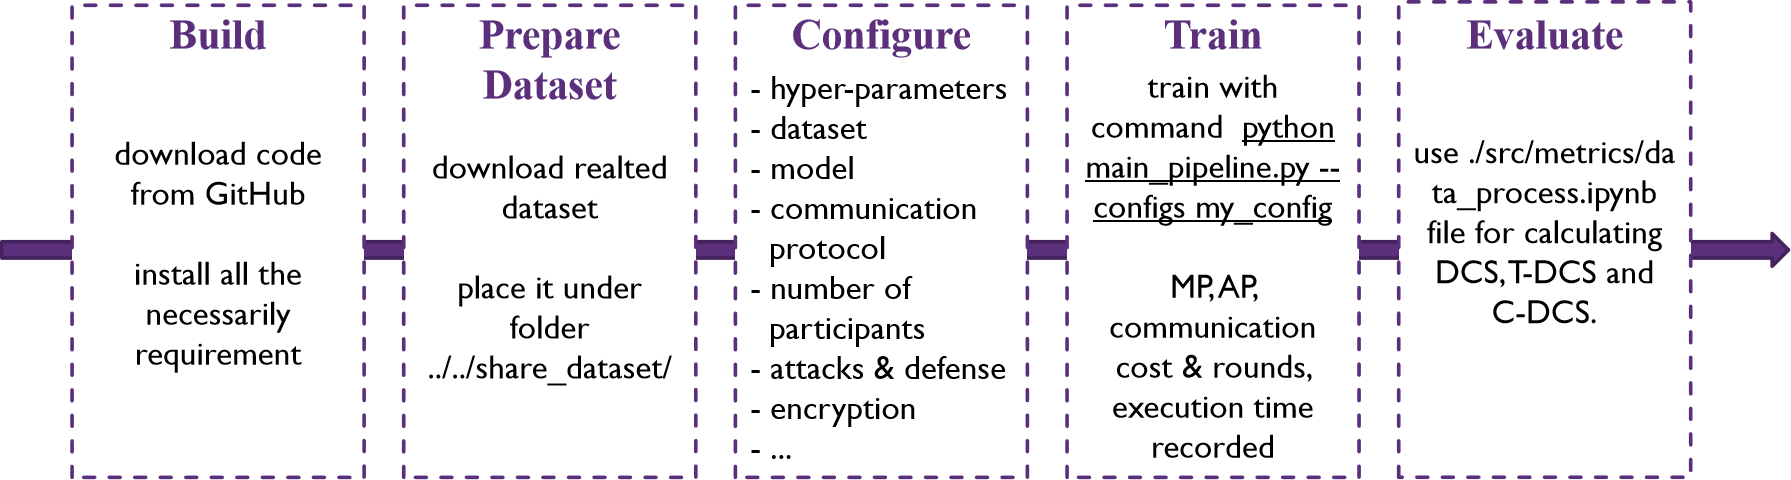 Build
download code
from GitHub
install all the
necessarily
requirement
Prepare
Dataset
download realted
dataset
place it under
folder
../../share_dataset/
Configure
- hyper-parameters
- dataset
- model
- communication
protocol
- number of
participants
- attacks & defense
- encryption
- ...
Train
train with
command python
main_pipeline.py --
configs my_config
MP, AP,
communication
cost & rounds,
execution time
recorded
Evaluate
use ./src/metrics/da
ta_process.ipynb
file for calculating
DCS, T-DCS and
C-DCS.